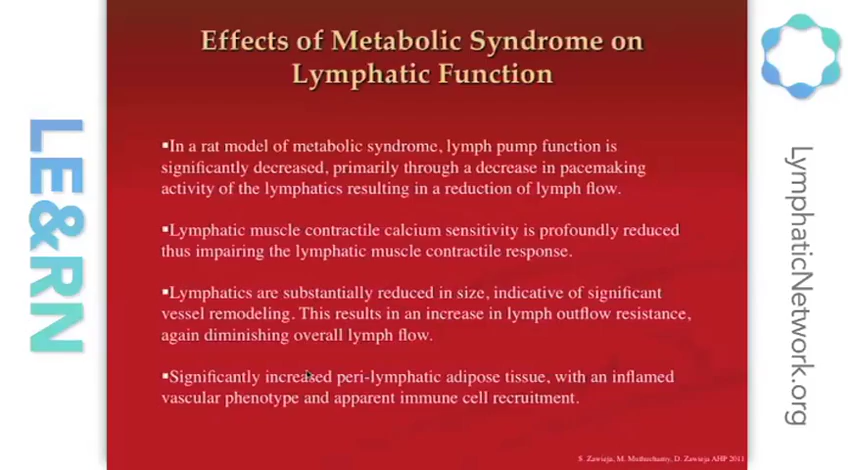 Effects of Metabolic Syndrome on
Lymphatic Function
▪In a rat model of metabolic syndrome, lymph pump function is
significantly decreased, primarily through a decrease in pacemaking
activity of the lymphatics resulting in a reduction of lymph flow.
▪Lymphatic muscle contractile calcium sensitivity is profoundly reduced
thus impairing the lymphatic muscle contractile response.
▪Lymphatics are substantially reduced in size, indicative of significant
vessel remodeling. This results in an increase in lymph outflow resistance,
again diminishing overall lymph flow.
▪Significantly increased peri-lymphatic adipose tissue, with an inflamed
vascular phenotype and apparent immune cell recruitment.
S. Zawieja, M. Muthuchamy, D. Zawieja AHP 2011
LE&RN
LymphaticNetwork.org